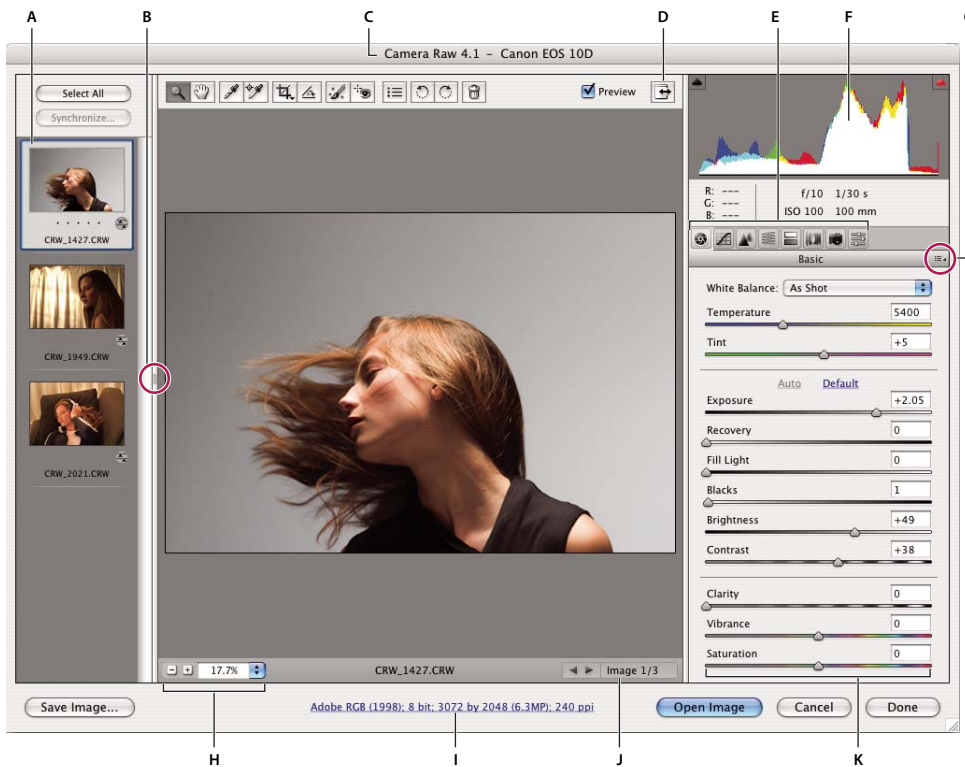 A B C D E F
Camera Raw 4.1 – Canon EOS 10D
Select All
Synchronize...
Preview
CRW_1427.CRW
CRW_1949.CRW
CRW_2021.CRW
R: ---
G: ---
B: ---
f/10 1/30 s
ISO 100 100 mm
Basic
White Balance: As Shot
Temperature 5400
Tint +5
Auto Default
Exposure +2.05
Recovery 0
Fill Light 0
Blacks 1
Brightness +49
Contrast +38
Clarity 0
Vibrance 0
Saturation 0
17.7% CRW_1427.CRW Image 1/3
Save Image... Adobe RGB (1998); 8 bit; 3072 by 2048 (6.3MP); 240 ppi Open Image Cancel Done
H I J K